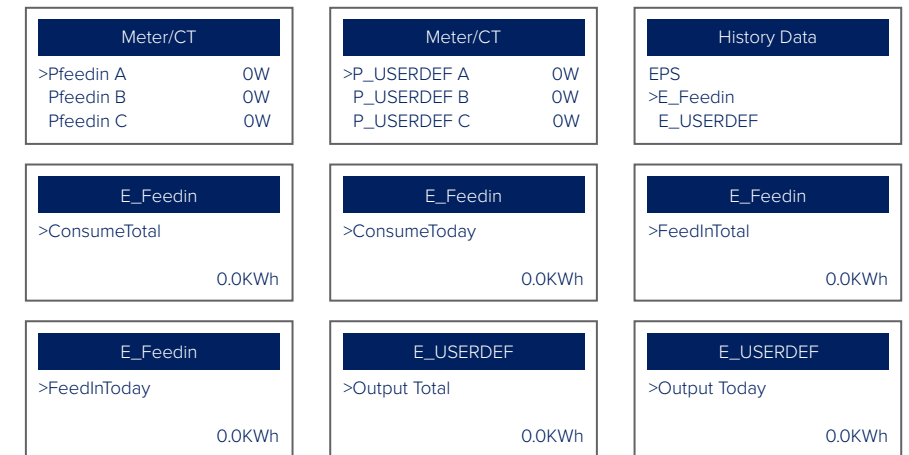 Meter/CT
>Pfeedin A 0W
Pfeedin B 0W
Pfeedin C 0W
Meter/CT
>P_USERDEF A 0W
P_USERDEF B 0W
P_USERDEF C 0W
History Data
EPS
>E_Feedin
E_USERDEF
E_Feedin
>ConsumeTotal
0.0KWh
E_Feedin
>ConsumeToday
0.0KWh
E_Feedin
>FeedInTotal
0.0KWh
E_Feedin
>FeedInToday
0.0KWh
E_USERDEF
>Output Total
0.0KWh
E_USERDEF
>Output Today
0.0KWh